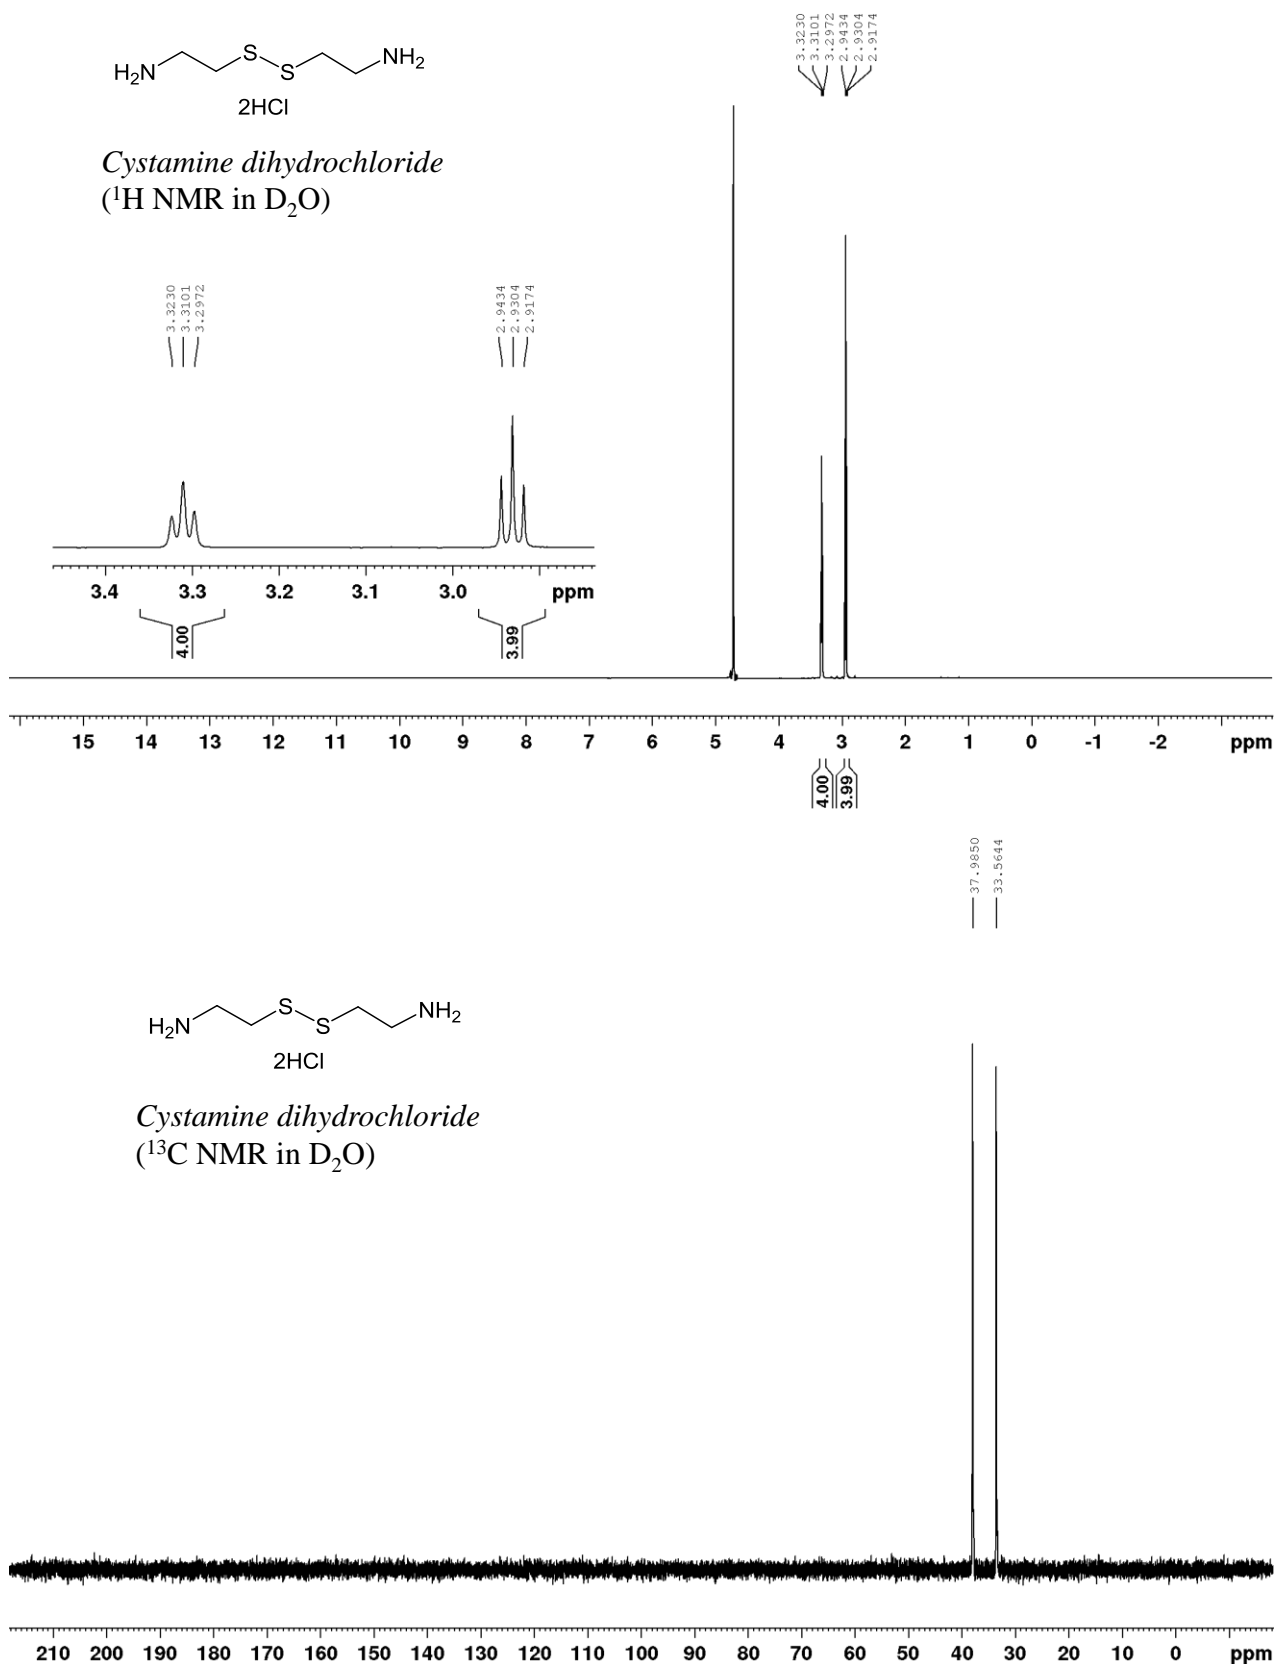 3.3230
3.3101
3.2972
2.9434
2.9304
2.9174
H2N S S NH2
2HCl
Cystamine dihydrochloride
(¹H NMR in D₂O)
3.3230
3.3101
3.2972
2.9434
2.9304
2.9174
3.4 3.3 3.2 3.1 3.0 ppm
4.00 3.99
15 14 13 12 11 10 9 8 7 6 5 4 3 2 1 0 -1 -2 ppm
4.00 3.99
37.9850
33.5644
H2N S S NH2
2HCl
Cystamine dihydrochloride
(¹³C NMR in D₂O)
210 200 190 180 170 160 150 140 130 120 110 100 90 80 70 60 50 40 30 20 10 0 ppm